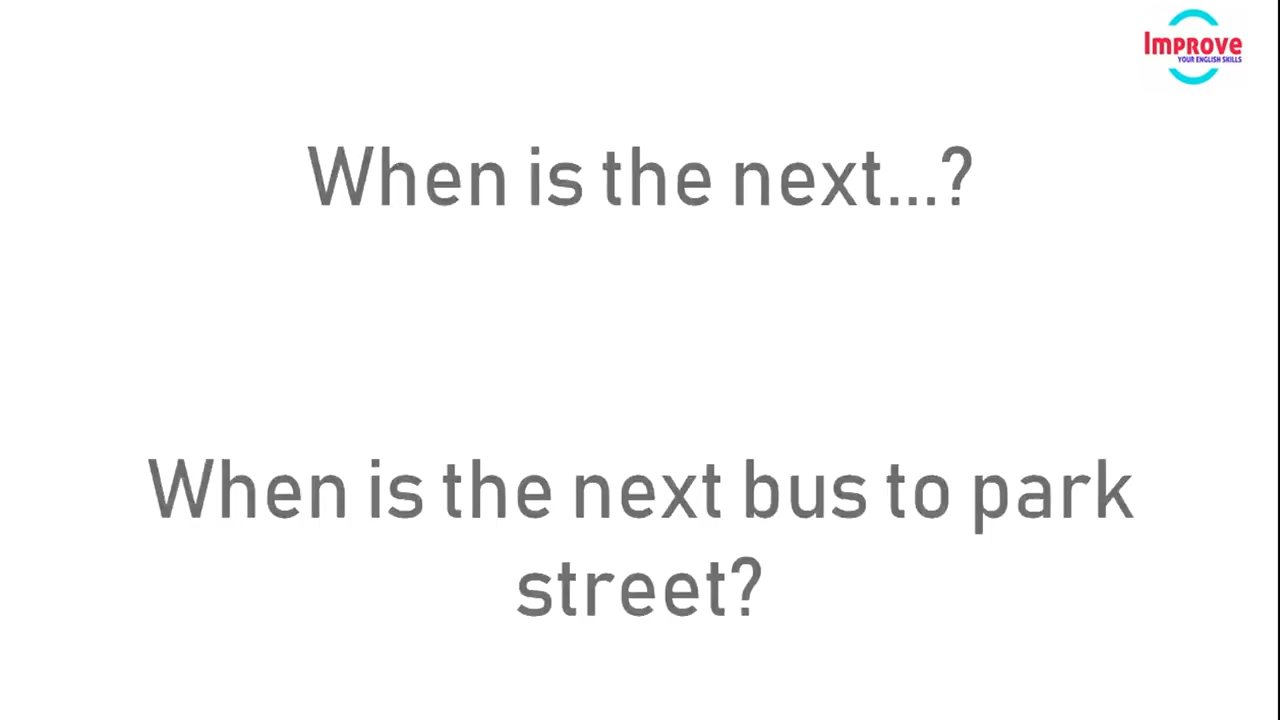 Improve
YOUR ENGLISH SKILLS
When is the next...?
When is the next bus to park
street?